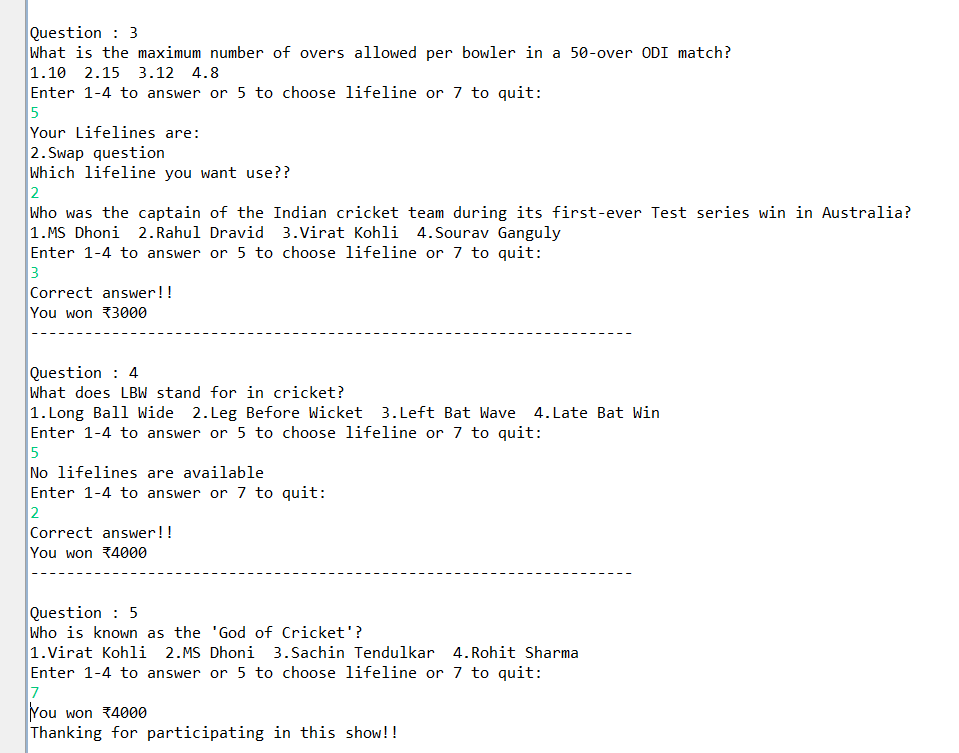 Question : 3
What is the maximum number of overs allowed per bowler in a 50-over ODI match?
1.10  2.15  3.12  4.8
Enter 1-4 to answer or 5 to choose lifeline or 7 to quit:
5
Your Lifelines are:
2.Swap question
Which lifeline you want use??
2
Who was the captain of the Indian cricket team during its first-ever Test series win in Australia?
1.MS Dhoni  2.Rahul Dravid  3.Virat Kohli  4.Sourav Ganguly
Enter 1-4 to answer or 5 to choose lifeline or 7 to quit:
3
Correct answer!!
You won ₹3000
-------------------------------------------------------------------
Question : 4
What does LBW stand for in cricket?
1.Long Ball Wide  2.Leg Before Wicket  3.Left Bat Wave  4.Late Bat Win
Enter 1-4 to answer or 5 to choose lifeline or 7 to quit:
5
No lifelines are available
Enter 1-4 to answer or 7 to quit:
2
Correct answer!!
You won ₹4000
-------------------------------------------------------------------
Question : 5
Who is known as the 'God of Cricket'?
1.Virat Kohli  2.MS Dhoni  3.Sachin Tendulkar  4.Rohit Sharma
Enter 1-4 to answer or 5 to choose lifeline or 7 to quit:
7
You won ₹4000
Thanking for participating in this show!!